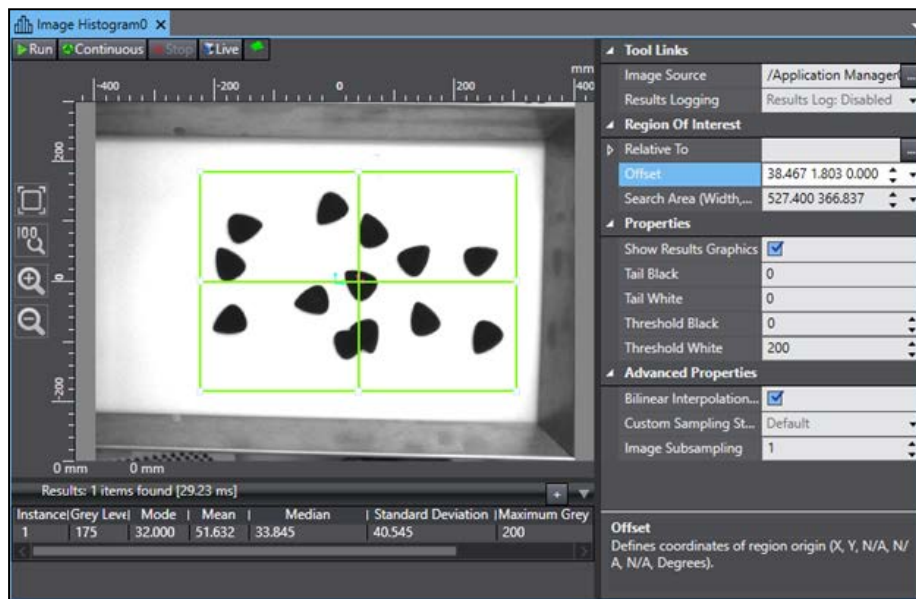 Image Histogram0
Run Continuous Stop Live
mm
-400 -200 0 200 400
200
0
-200
100
0 mm 0 mm
Results: 1 items found [29.23 ms]
Instance Grey Level Mode Mean Median Standard Deviation Maximum Grey
1 175 32.000 51.632 33.845 40.545 200
Tool Links
Image Source /Application Manager
Results Logging Results Log: Disabled
Region Of Interest
Relative To
Offset 38.467 1.803 0.000
Search Area (Width,... 527.400 366.837
Properties
Show Results Graphics
Tail Black 0
Tail White 0
Threshold Black 0
Threshold White 200
Advanced Properties
Bilinear Interpolation...
Custom Sampling St... Default
Image Subsampling 1
Offset
Defines coordinates of region origin (X, Y, N/A, N/
A, N/A, Degrees).